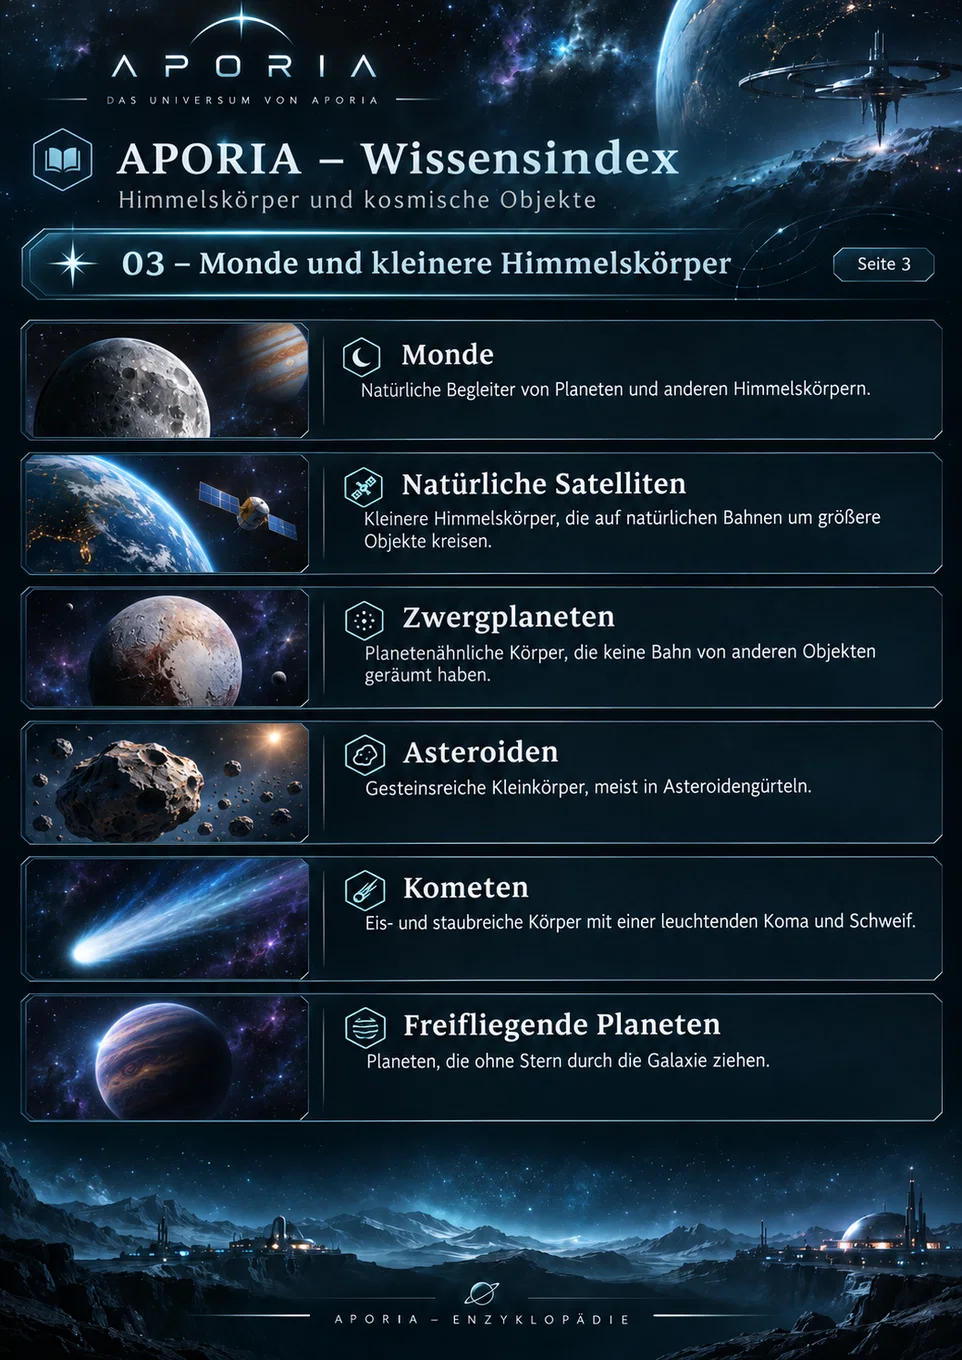 APORIA
DAS UNIVERSUM VON APORIA
APORIA – Wissensindex
Himmelskörper und kosmische Objekte
03 – Monde und kleinere Himmelskörper
Seite 3
Monde
Natürliche Begleiter von Planeten und anderen Himmelskörpern.
Natürliche Satelliten
Kleinere Himmelskörper, die auf natürlichen Bahnen um größere
Objekte kreisen.
Zwergplaneten
Planetenähnliche Körper, die keine Bahn von anderen Objekten
geräumt haben.
Asteroiden
Gesteinsreiche Kleinkörper, meist in Asteroidengürteln.
Kometen
Eis- und staubreiche Körper mit einer leuchtenden Koma und Schweif.
Freifliegende Planeten
Planeten, die ohne Stern durch die Galaxie ziehen.
APORIA – ENZYKLOPÄDIE